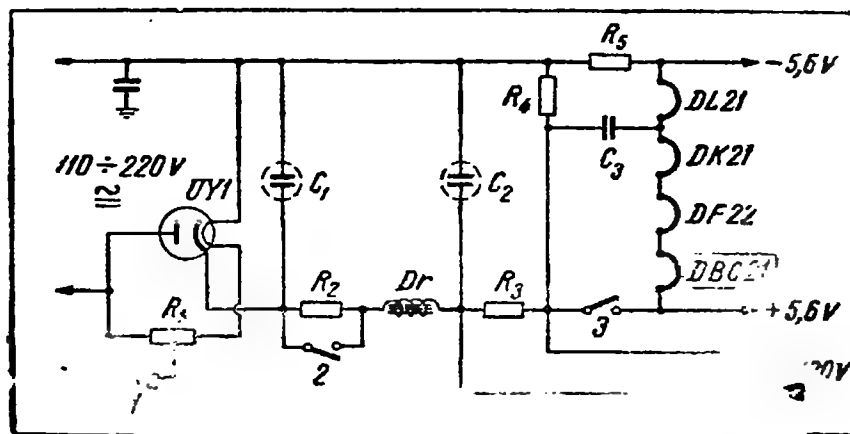 R5
-5,6V
R4
DL21
C3
DK21
110÷220V
≅
UY1
C1
C2
DF22
DBC21
R2
Dr
R3
3
+5,6V
2